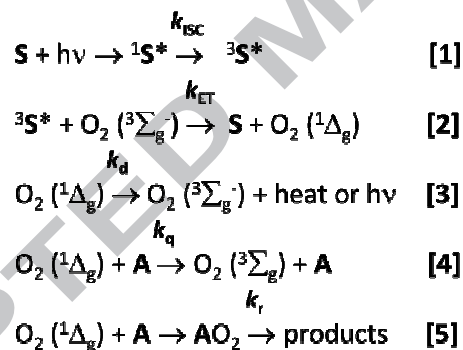 k_ISC
S + hν → ¹S* → ³S* [1]
k_ET
³S* + O₂ (³Σg⁻) → S + O₂ (¹Δg) [2]
k_d
O₂ (¹Δg) → O₂ (³Σg⁻) + heat or hν [3]
k_q
O₂ (¹Δg) + A → O₂ (³Σg⁻) + A [4]
k_r
O₂ (¹Δg) + A → AO₂ → products [5]